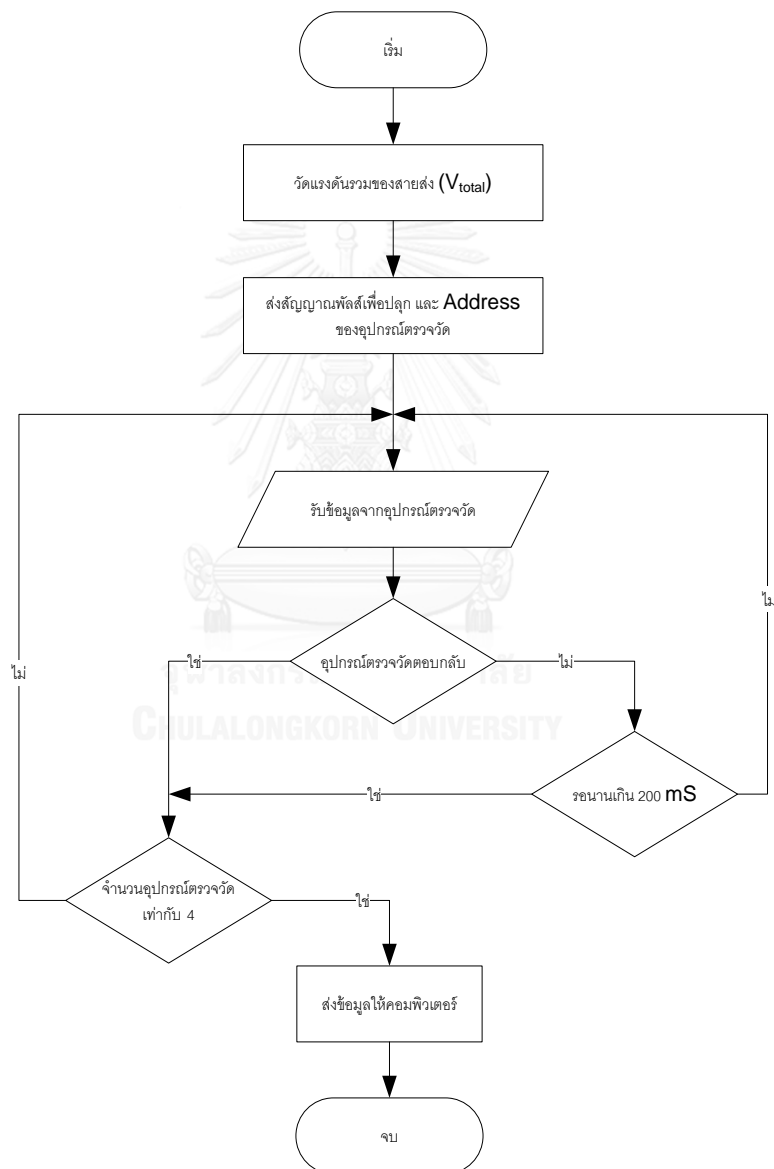 เริ่ม
วัดแรงดันรวมของสายส่ง (Vtotal)
ส่งสัญญาณพัลส์เพื่อปลุก และ Address
ของอุปกรณ์ตรวจวัด
รับข้อมูลจากอุปกรณ์ตรวจวัด
อุปกรณ์ตรวจวัดตอบกลับ
ใช่
ไม่
ไม่
ไม่
CHULALONGKORN UNIVERSITY
รอนานเกิน 200 mS
ใช่
จำนวนอุปกรณ์ตรวจวัด
เท่ากับ 4
ใช่
ส่งข้อมูลให้คอมพิวเตอร์
จบ